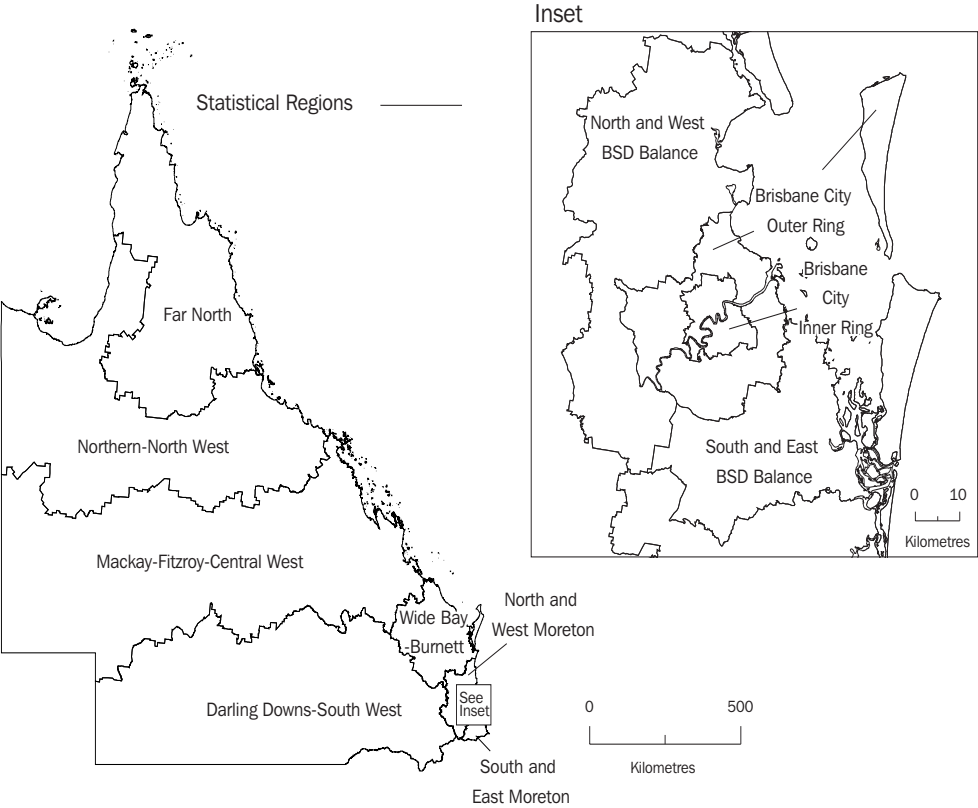 Inset
Statistical Regions
North and West
BSD Balance
Brisbane City
Outer Ring
Brisbane
City
Inner Ring
South and East
BSD Balance
0 10
Kilometres
Far North
Northern-North West
Mackay-Fitzroy-Central West
Wide Bay
-Burnett
North and
West Moreton
See
Inset
Darling Downs-South West
South and
East Moreton
0 500
Kilometres